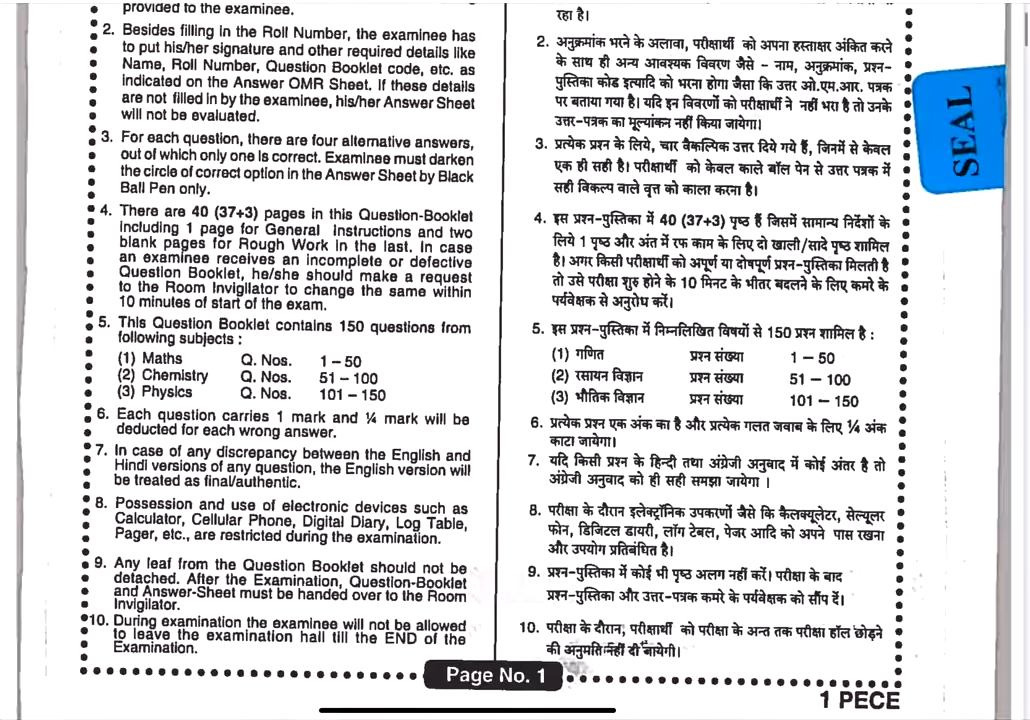 provided to the examinee.
2. Besides filling in the Roll Number, the examinee has
to put his/her signature and other required details like
Name, Roll Number, Question Booklet code, etc. as
indicated on the Answer OMR Sheet. If these details
are not filled in by the examinee, his/her Answer Sheet
will not be evaluated.
3. For each question, there are four alternative answers,
out of which only one is correct. Examinee must darken
the circle of correct option in the Answer Sheet by Black
Ball Pen only.
4. There are 40 (37+3) pages in this Question-Booklet
including 1 page for General Instructions and two
blank pages for Rough Work in the last. In case
an examinee receives an incomplete or defective
Question Booklet, he/she should make a request
to the Room Invigilator to change the same within
10 minutes of start of the exam.
5. This Question Booklet contains 150 questions from
following subjects :
(1) Maths Q. Nos. 1 – 50
(2) Chemistry Q. Nos. 51 – 100
(3) Physics Q. Nos. 101 – 150
6. Each question carries 1 mark and ¼ mark will be
deducted for each wrong answer.
7. In case of any discrepancy between the English and
Hindi versions of any question, the English version will
be treated as final/authentic.
8. Possession and use of electronic devices such as
Calculator, Cellular Phone, Digital Diary, Log Table,
Pager, etc., are restricted during the examination.
9. Any leaf from the Question Booklet should not be
detached. After the Examination, Question-Booklet
and Answer-Sheet must be handed over to the Room
Invigilator.
10. During examination the examinee will not be allowed
to leave the examination hall till the END of the
Examination.
रहा है।
2. अनुक्रमांक भरने के अलावा, परीक्षार्थी को अपना हस्ताक्षर अंकित करने
के साथ ही अन्य आवश्यक विवरण जैसे – नाम, अनुक्रमांक, प्रश्न-
पुस्तिका कोड इत्यादि को भरना होगा जैसा कि उत्तर ओ.एम.आर. पत्रक
पर बताया गया है। यदि इन विवरणों को परीक्षार्थी ने नहीं भरा है तो उनके
उत्तर-पत्रक का मूल्यांकन नहीं किया जायेगा।
3. प्रत्येक प्रश्न के लिये, चार वैकल्पिक उत्तर दिये गये हैं, जिनमें से केवल
एक ही सही है। परीक्षार्थी को केवल काले बॉल पेन से उत्तर पत्रक में
सही विकल्प वाले वृत्त को काला करना है।
4. इस प्रश्न-पुस्तिका में 40 (37+3) पृष्ठ हैं जिसमें सामान्य निर्देशों के
लिये 1 पृष्ठ और अंत में रफ काम के लिए दो खाली/सादे पृष्ठ शामिल
है। अगर किसी परीक्षार्थी को अपूर्ण या दोषपूर्ण प्रश्न-पुस्तिका मिलती है
तो उसे परीक्षा शुरु होने के 10 मिनट के भीतर बदलने के लिए कमरे के
पर्यवेक्षक से अनुरोध करें।
5. इस प्रश्न-पुस्तिका में निम्नलिखित विषयों से 150 प्रश्न शामिल है :
(1) गणित प्रश्न संख्या 1 – 50
(2) रसायन विज्ञान प्रश्न संख्या 51 – 100
(3) भौतिक विज्ञान प्रश्न संख्या 101 – 150
6. प्रत्येक प्रश्न एक अंक का है और प्रत्येक गलत जवाब के लिए ¼ अंक
काटा जायेगा।
7. यदि किसी प्रश्न के हिन्दी तथा अंग्रेजी अनुवाद में कोई अंतर है तो
अंग्रेजी अनुवाद को ही सही समझा जायेगा ।
8. परीक्षा के दौरान इलेक्ट्रॉनिक उपकरणों जैसे कि कैलक्यूलेटर, सेल्यूलर
फोन, डिजिटल डायरी, लॉग टेबल, पेजर आदि को अपने पास रखना
और उपयोग प्रतिबंधित है।
9. प्रश्न-पुस्तिका में कोई भी पृष्ठ अलग नहीं करें। परीक्षा के बाद
प्रश्न-पुस्तिका और उत्तर-पत्रक कमरे के पर्यवेक्षक को सौंप दें।
10. परीक्षा के दौरान, परीक्षार्थी को परीक्षा के अन्त तक परीक्षा हॉल छोड़ने
की अनुमति नहीं दी जायेगी।
SEAL
Page No. 1
1 PECE